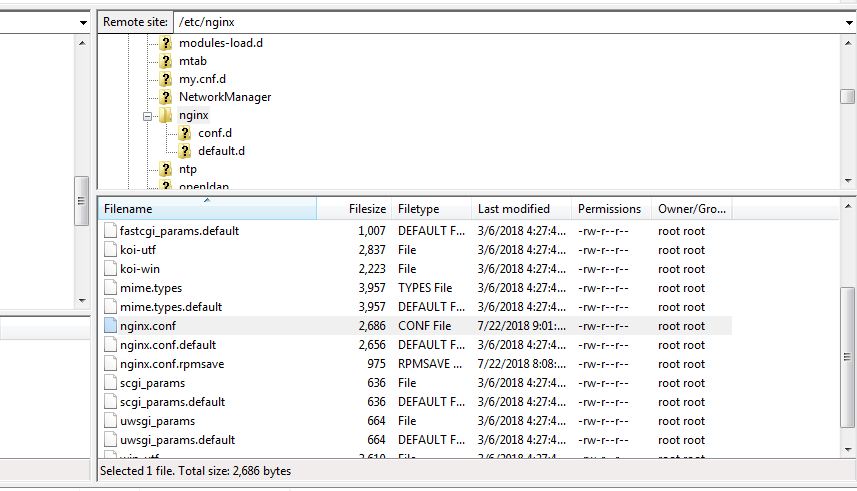 Remote site: /etc/nginx
modules-load.d
mtab
my.cnf.d
NetworkManager
nginx
conf.d
default.d
ntp
openldap
Filename Filesize Filetype Last modified Permissions Owner/Gro...
fastcgi_params.default 1,007 DEFAULT F... 3/6/2018 4:27:4... -rw-r--r-- root root
koi-utf 2,837 File 3/6/2018 4:27:4... -rw-r--r-- root root
koi-win 2,223 File 3/6/2018 4:27:4... -rw-r--r-- root root
mime.types 3,957 TYPES File 3/6/2018 4:27:4... -rw-r--r-- root root
mime.types.default 3,957 DEFAULT F... 3/6/2018 4:27:4... -rw-r--r-- root root
nginx.conf 2,686 CONF File 7/22/2018 9:01:... -rw-r--r-- root root
nginx.conf.default 2,656 DEFAULT F... 3/6/2018 4:27:4... -rw-r--r-- root root
nginx.conf.rpmsave 975 RPMSAVE ... 7/22/2018 8:08:... -rw-r--r-- root root
scgi_params 636 File 3/6/2018 4:27:4... -rw-r--r-- root root
scgi_params.default 636 DEFAULT F... 3/6/2018 4:27:4... -rw-r--r-- root root
uwsgi_params 664 File 3/6/2018 4:27:4... -rw-r--r-- root root
uwsgi_params.default 664 DEFAULT F... 3/6/2018 4:27:4... -rw-r--r-- root root
win-utf 3,610 File 3/6/2018 4:27:4... -rw-r--r-- root root
Selected 1 file. Total size: 2,686 bytes